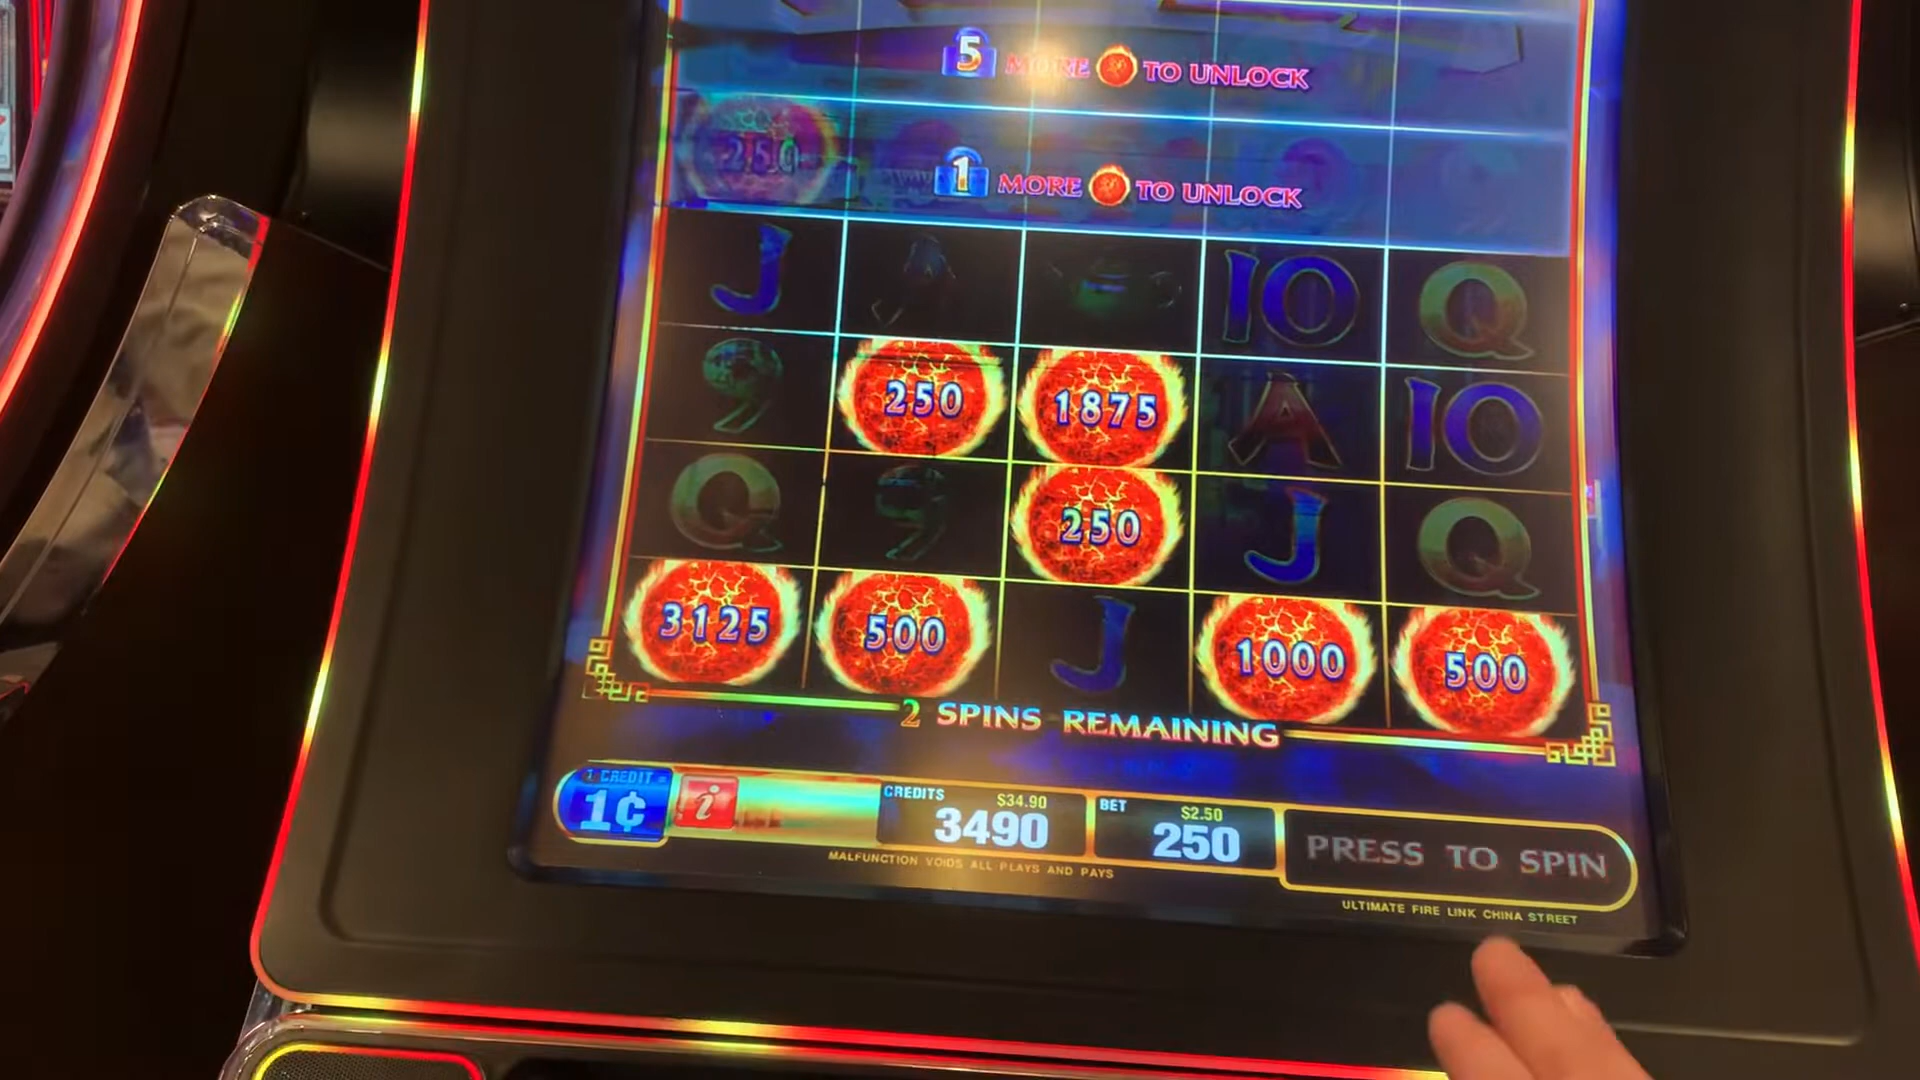 5 MORE TO UNLOCK
250
1 MORE TO UNLOCK
J 10 Q
9 250 1875 A 10
Q 9 250 J Q
3125 500 J 1000 500
2 SPINS REMAINING
1 CREDIT =
1¢
i
CREDITS $34.90
3490
BET $2.50
250
PRESS TO SPIN
MALFUNCTION VOIDS ALL PLAYS AND PAYS
ULTIMATE FIRE LINK CHINA STREET